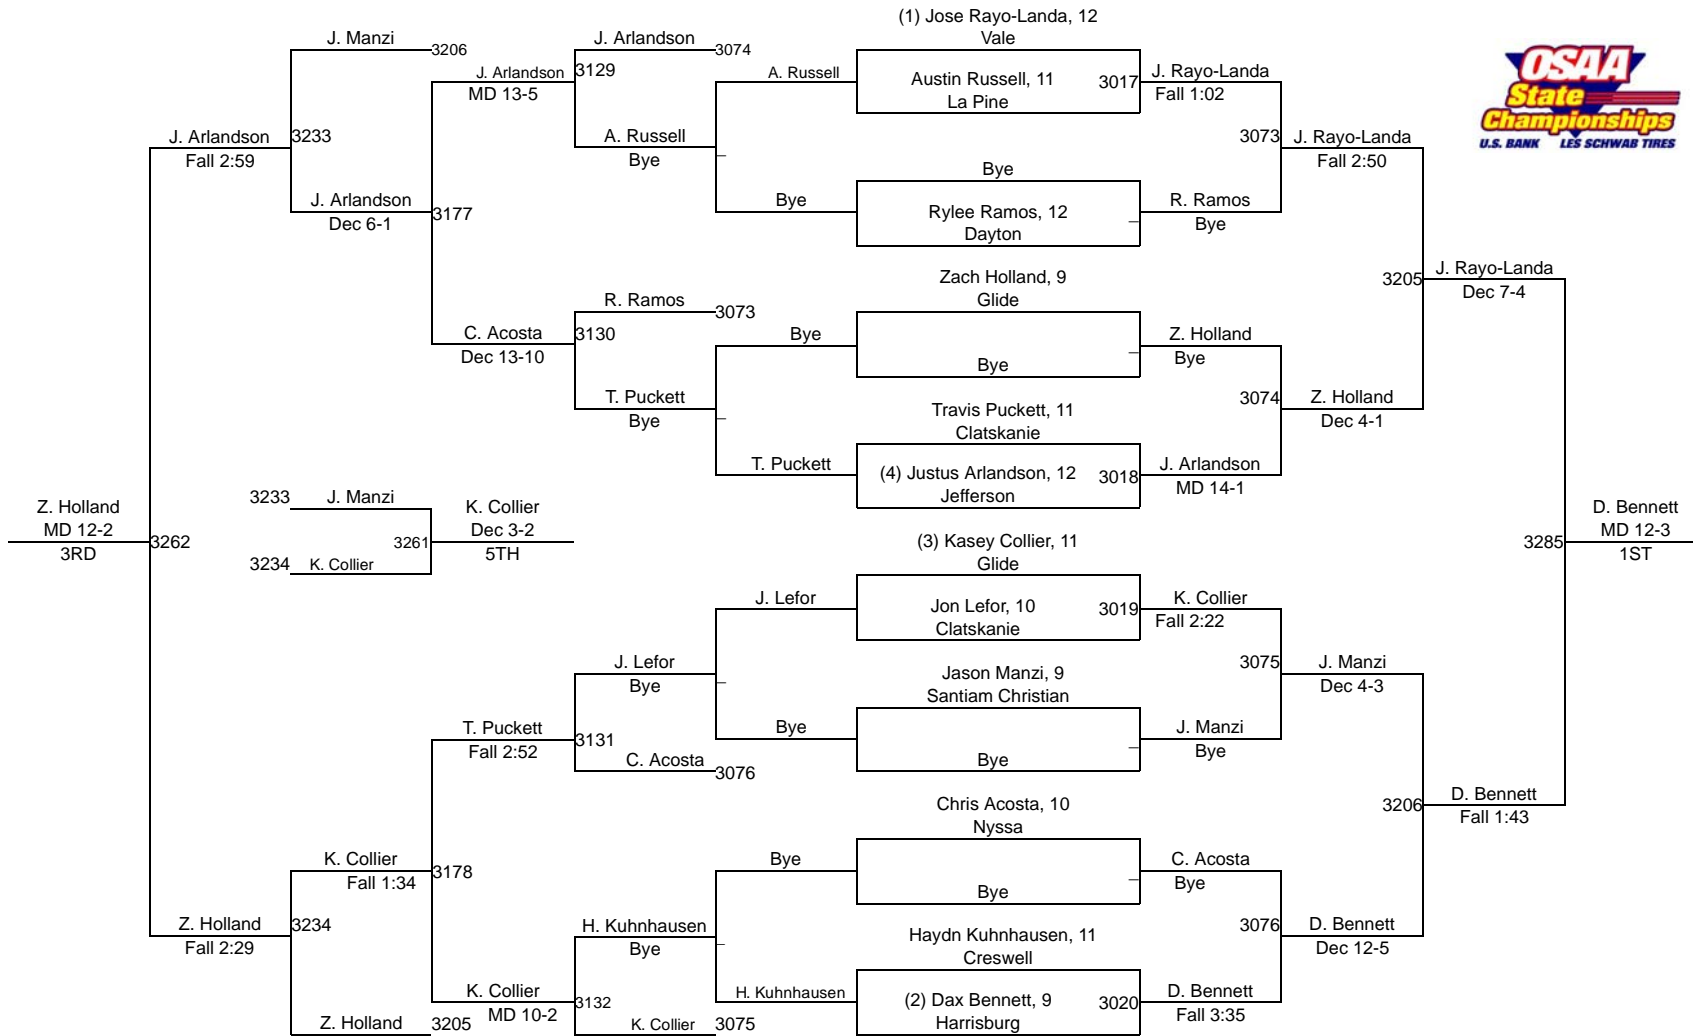 (1) Jose Rayo-Landa, 12
Vale
Austin Russell, 11
La Pine
3017
J. Rayo-Landa
Fall 1:02
3073
J. Rayo-Landa
Fall 2:50
Bye
Rylee Ramos, 12
Dayton
R. Ramos
Bye
Zach Holland, 9
Glide
Bye
Z. Holland
Bye
3074
Z. Holland
Dec 4-1
Travis Puckett, 11
Clatskanie
(4) Justus Arlandson, 12
Jefferson
3018
J. Arlandson
MD 14-1
3205
J. Rayo-Landa
Dec 7-4
(3) Kasey Collier, 11
Glide
Jon Lefor, 10
Clatskanie
3019
K. Collier
Fall 2:22
3075
J. Manzi
Dec 4-3
Jason Manzi, 9
Santiam Christian
Bye
J. Manzi
Bye
Chris Acosta, 10
Nyssa
Bye
C. Acosta
Bye
3076
D. Bennett
Dec 12-5
Haydn Kuhnhausen, 11
Creswell
(2) Dax Bennett, 9
Harrisburg
3020
D. Bennett
Fall 3:35
3206
D. Bennett
Fall 1:43
3285
D. Bennett
MD 12-3
1ST
J. Manzi
3206
J. Arlandson
3074
A. Russell
J. Arlandson
3129
MD 13-5
A. Russell
Bye
Bye
J. Arlandson
Fall 2:59
3233
J. Arlandson
Dec 6-1
3177
R. Ramos
3073
C. Acosta
3130
Dec 13-10
Bye
T. Puckett
Bye
T. Puckett
3233
J. Manzi
3261
3234
K. Collier
K. Collier
Dec 3-2
5TH
Z. Holland
MD 12-2
3RD
3262
J. Lefor
J. Lefor
Bye
Bye
T. Puckett
Fall 2:52
3131
C. Acosta
3076
K. Collier
Fall 1:34
3178
Bye
H. Kuhnhausen
Bye
H. Kuhnhausen
Z. Holland
Fall 2:29
3234
K. Collier
MD 10-2
3132
K. Collier
3075
Z. Holland
3205
OSAA
State
Championships
U.S. BANK LES SCHWAB TIRES